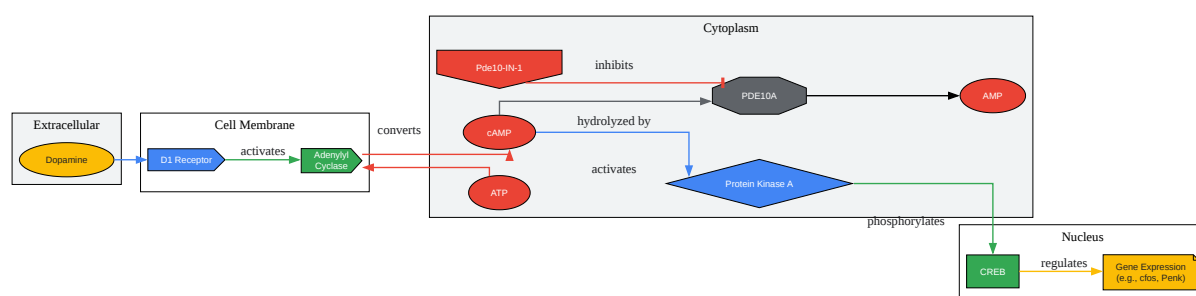 Cytoplasm
Pde10-IN-1
inhibits
PDE10A
AMP
Extracellular
Cell Membrane
converts
cAMP
hydrolyzed by
Dopamine
D1 Receptor
activates
Adenylyl
Cyclase
ATP
activates
Protein Kinase A
phosphorylates
Nucleus
CREB
regulates
Gene Expression
(e.g., cfos, Penk)